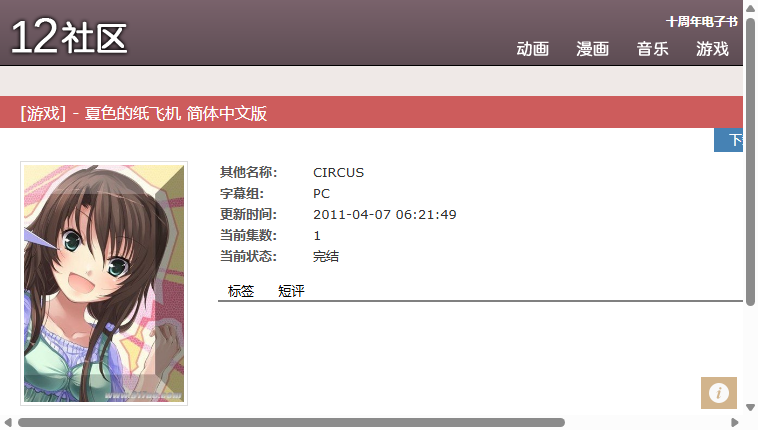 12社区
十周年电子书
动画 漫画 音乐 游戏
[游戏] - 夏色的纸飞机 简体中文版
其他名称: CIRCUS
字幕组: PC
更新时间: 2011-04-07 06:21:49
当前集数: 1
当前状态: 完结
标签 短评